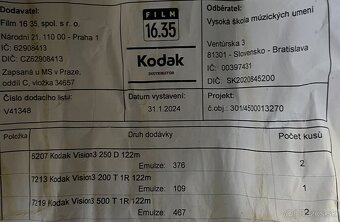 Dodavatel:
Film 16 35, spol. s r. o.
Národní 21, 110 00 - Praha 1
IČ: 62908413
DIČ: CZ62908413
Zapsaná u MS v Praze,
oddíl C, vložka 34657
FILM
16.35
Kodak
DISTRIBUTOR
Odběratel:
Vysoká škola múzických umení
Ventúrska 3
81301 - Slovensko - Bratislava
IČ: 00397431
DIČ: SK2020845200
Číslo dodacího listu:
V41348
Datum vystavení:
31.1.2024
Projekt:
č.obj.: 301/4500013270
Položka
Druh dodávky
Počet kusů
5207 Kodak Vision3 250 D 122m
Emulze: 376
2
7213 Kodak Vision3 200 T 1R 122m
Emulze: 109
1
7219 Kodak Vision3 500 T 1R 122m
Emulze: 467
2